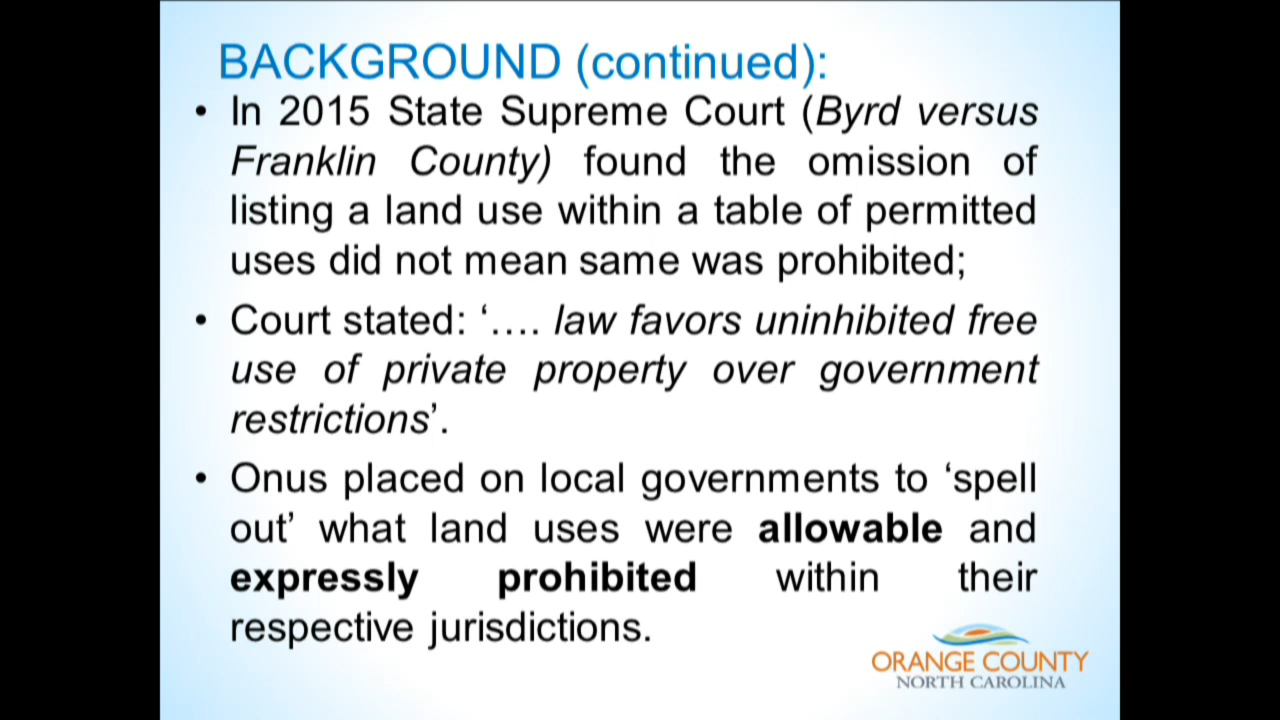 BACKGROUND (continued):
• In 2015 State Supreme Court (Byrd versus
Franklin County) found the omission of
listing a land use within a table of permitted
uses did not mean same was prohibited;
• Court stated: ‘…. law favors uninhibited free
use of private property over government
restrictions’.
• Onus placed on local governments to ‘spell
out’ what land uses were allowable and
expressly prohibited within their
respective jurisdictions.
ORANGE COUNTY
NORTH CAROLINA